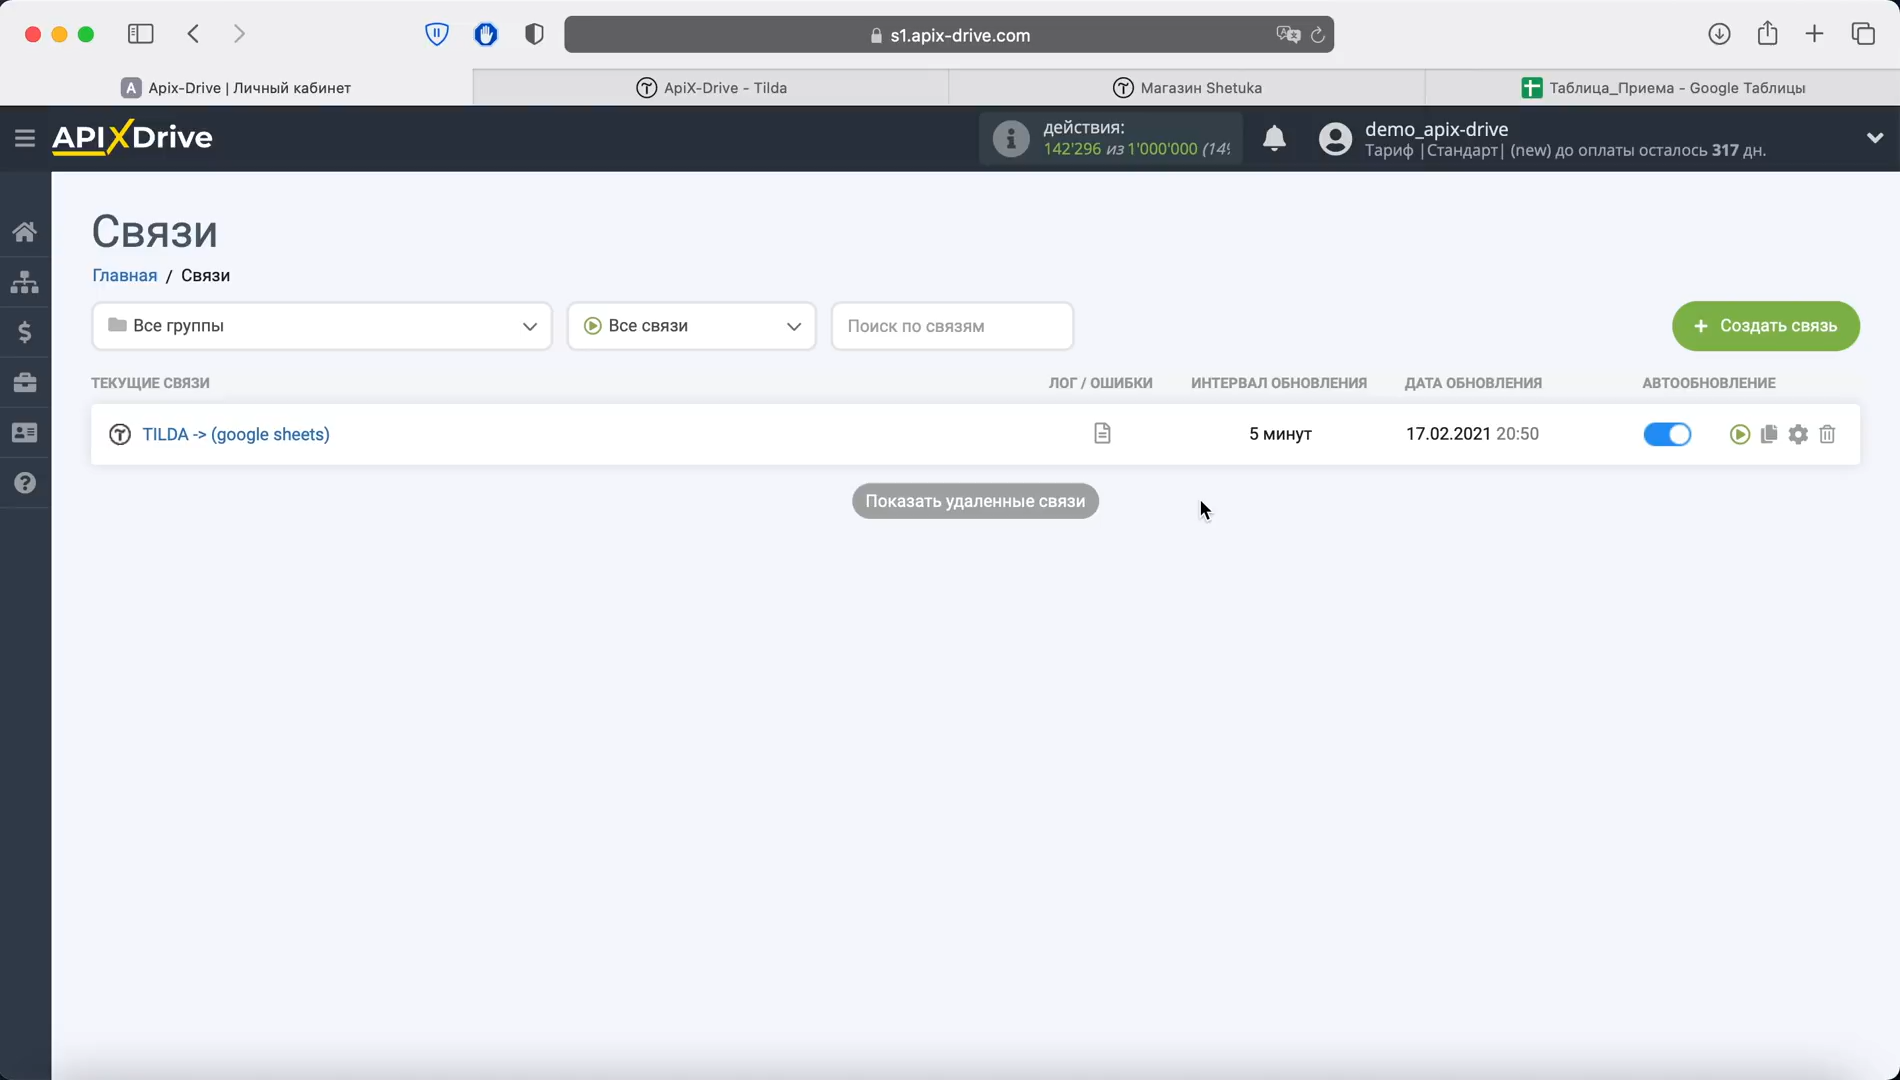 s1.apix-drive.com
Apix-Drive | Личный кабинет
ApiX-Drive - Tilda
Магазин Shetuka
Таблица_Приема - Google Таблицы
APIXDrive
действия:
142'296 из 1'000'000 (14%
demo_apix-drive
Тариф |Стандарт| (new) до оплаты осталось 317 дн.
Связи
Главная / Связи
Все группы
Все связи
Поиск по связям
+ Создать связь
ТЕКУЩИЕ СВЯЗИ
ЛОГ / ОШИБКИ
ИНТЕРВАЛ ОБНОВЛЕНИЯ
ДАТА ОБНОВЛЕНИЯ
АВТООБНОВЛЕНИЕ
TILDA -> (google sheets)
5 минут
17.02.2021 20:50
Показать удаленные связи